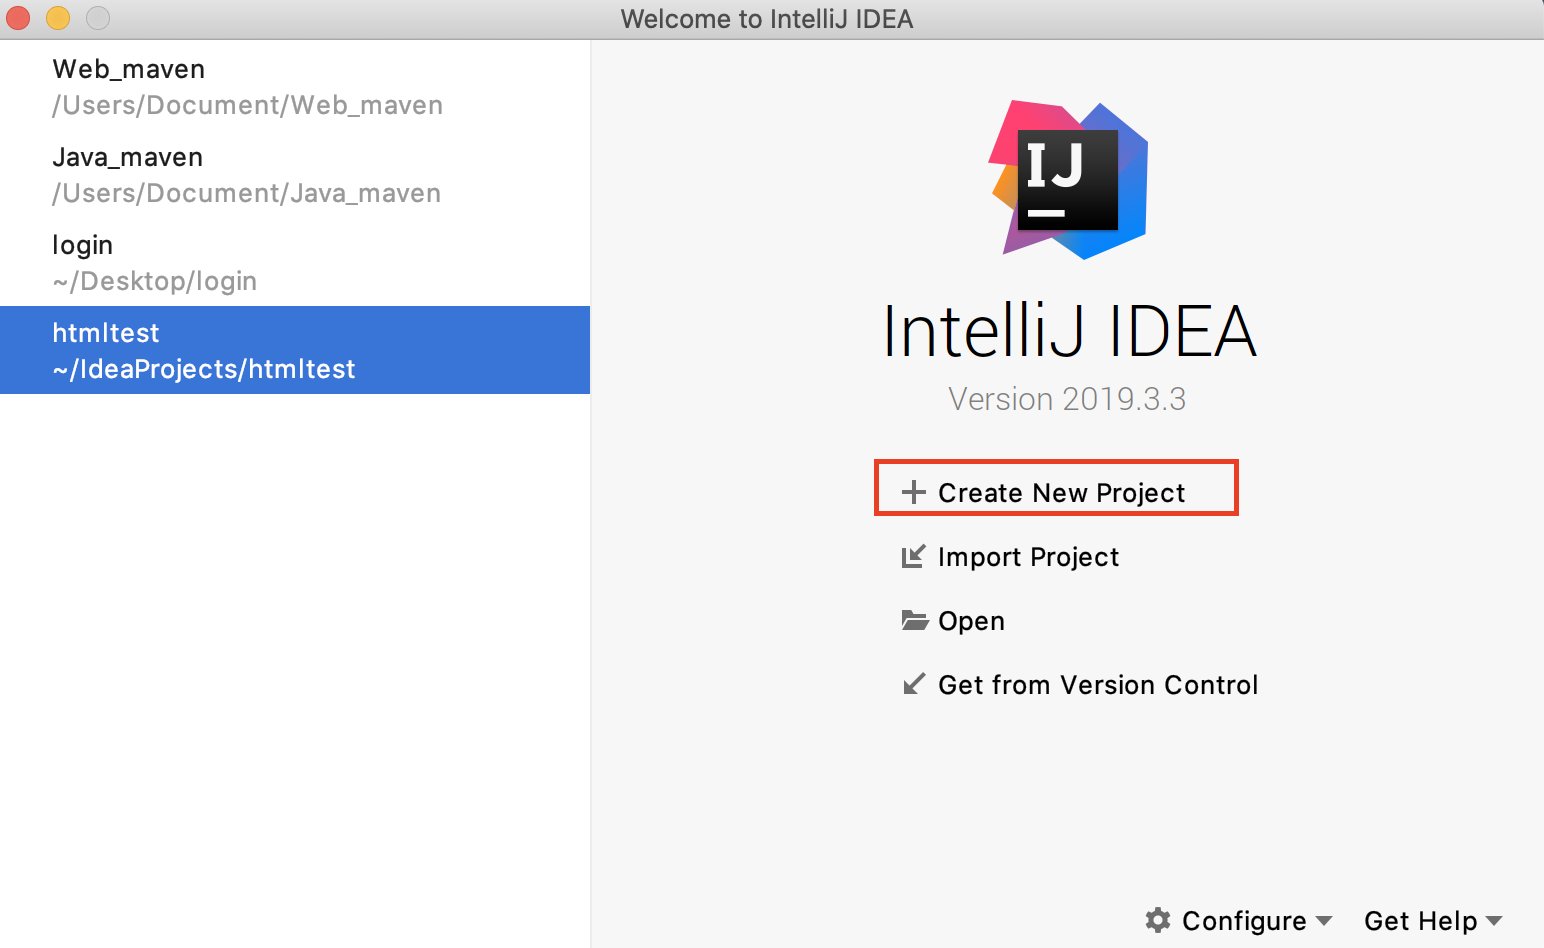 Welcome to IntelliJ IDEA
Web_maven
/Users/Document/Web_maven
Java_maven
/Users/Document/Java_maven
login
~/Desktop/login
htmltest
~/IdeaProjects/htmltest
IJ
IntelliJ IDEA
Version 2019.3.3
Create New Project
Import Project
Open
Get from Version Control
Configure
Get Help